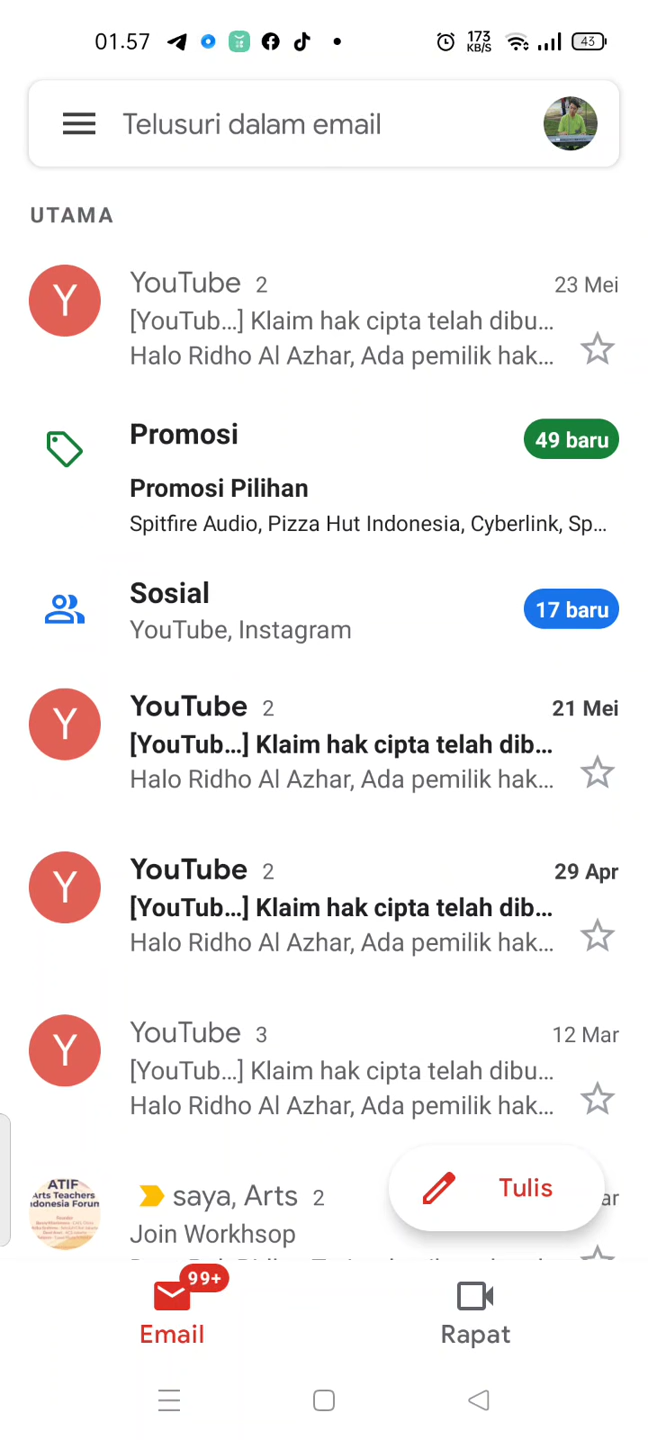 01.57
173
KB/S
43
Telusuri dalam email
UTAMA
Y
YouTube 2
23 Mei
[YouTub...] Klaim hak cipta telah dibu...
Halo Ridho Al Azhar, Ada pemilik hak...
Promosi
49 baru
Promosi Pilihan
Spitfire Audio, Pizza Hut Indonesia, Cyberlink, Sp...
Sosial
17 baru
YouTube, Instagram
Y
YouTube 2
21 Mei
[YouTub...] Klaim hak cipta telah dib...
Halo Ridho Al Azhar, Ada pemilik hak...
Y
YouTube 2
29 Apr
[YouTub...] Klaim hak cipta telah dib...
Halo Ridho Al Azhar, Ada pemilik hak...
Y
YouTube 3
12 Mar
[YouTub...] Klaim hak cipta telah dibu...
Halo Ridho Al Azhar, Ada pemilik hak...
ATIF
Arts Teachers
ndonesia Forum
saya, Arts 2
Tulis
ar
Join Workhsop
99+
Email
Rapat